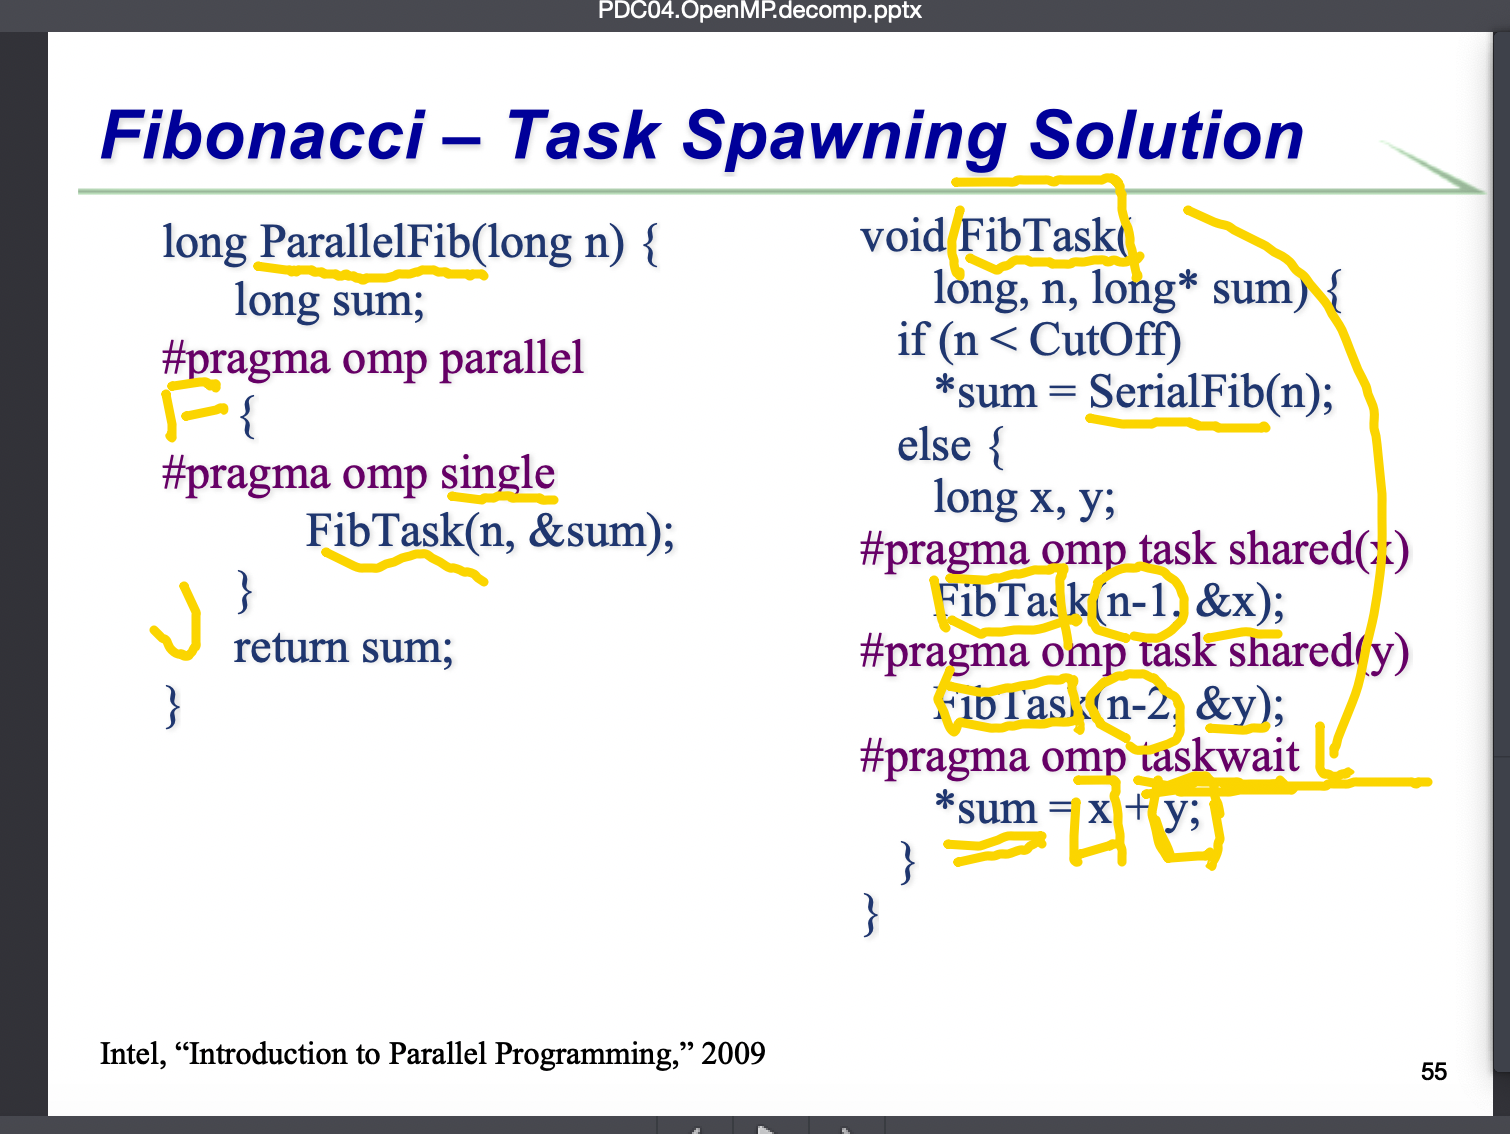 PDC04.OpenMP.decomp.pptx
Fibonacci – Task Spawning Solution
long ParallelFib(long n) {
long sum;
#pragma omp parallel
F {
#pragma omp single
FibTask(n, &sum);
}
J
return sum;
}
void FibTask(
long, n, long* sum) {
if (n < CutOff)
*sum = SerialFib(n);
else {
long x, y;
#pragma omp task shared(x)
FibTask(n-1, &x);
#pragma omp task shared(y)
FibTask(n-2, &y);
#pragma omp taskwait
*sum = x + y;
}
}
Intel, “Introduction to Parallel Programming,” 2009
55